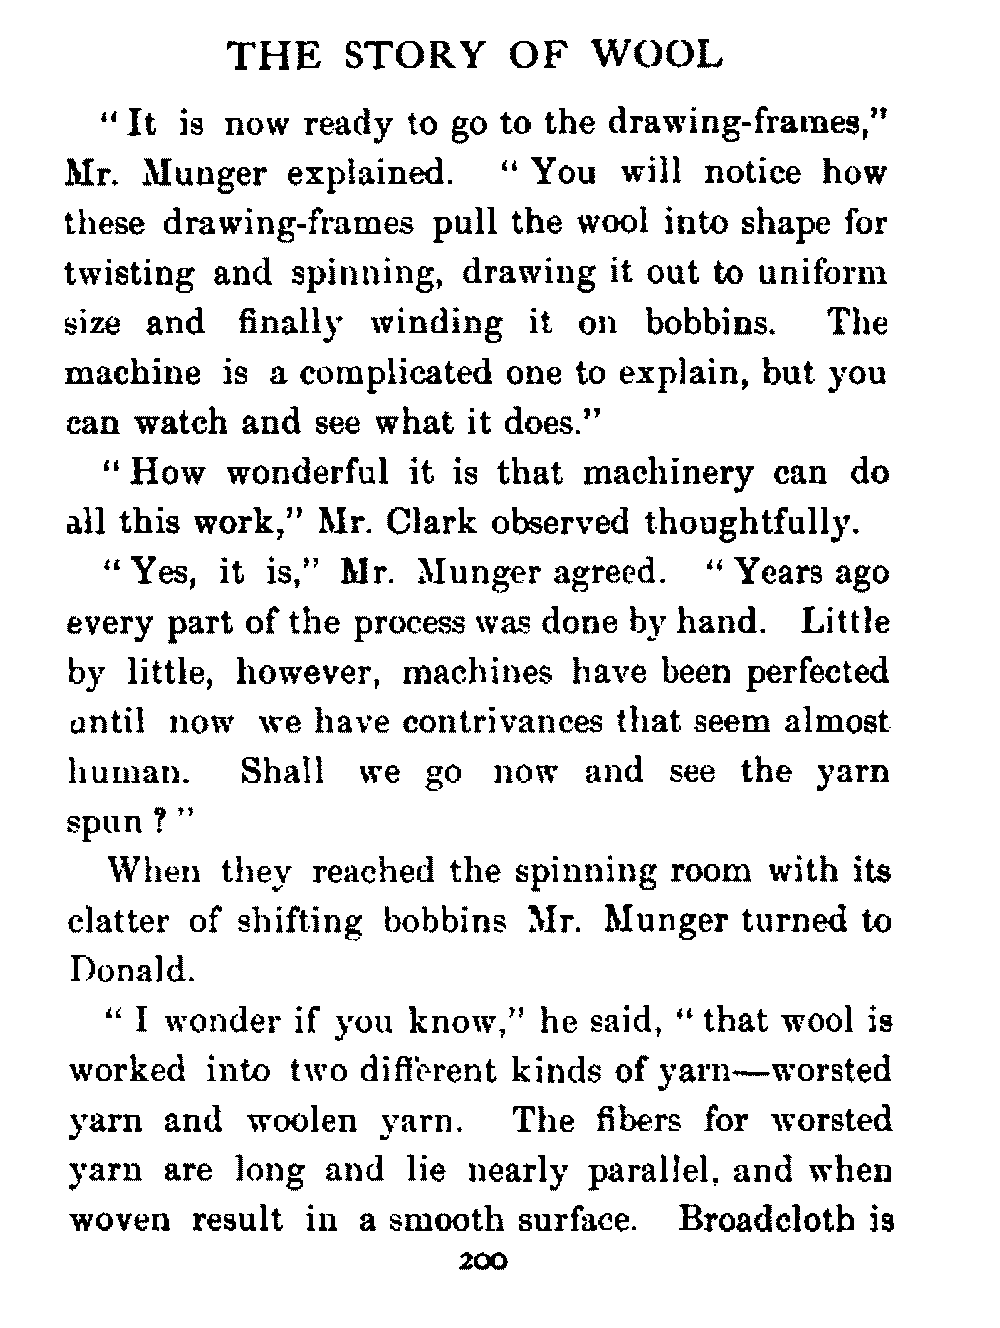 THE STORY OF WOOL
“ It is now ready to go to the drawing-frames,”
Mr. Munger explained. “ You will notice how
these drawing-frames pull the wool into shape for
twisting and spinning, drawing it out to uniform
size and finally winding it on bobbins. The
machine is a complicated one to explain, but you
can watch and see what it does.”
“ How wonderful it is that machinery can do
all this work,” Mr. Clark observed thoughtfully.
“ Yes, it is,” Mr. Munger agreed. “ Years ago
every part of the process was done by hand. Little
by little, however, machines have been perfected
until now we have contrivances that seem almost
human. Shall we go now and see the yarn
spun ? ”
When they reached the spinning room with its
clatter of shifting bobbins Mr. Munger turned to
Donald.
“ I wonder if you know,” he said, “ that wool is
worked into two different kinds of yarn—worsted
yarn and woolen yarn. The fibers for worsted
yarn are long and lie nearly parallel, and when
woven result in a smooth surface. Broadcloth is
200